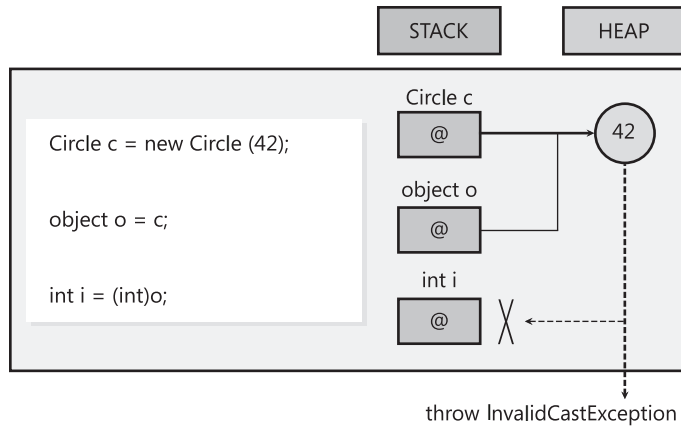 STACK
HEAP
Circle c
@
42
Circle c = new Circle (42);
object o
@
object o = c;
int i
@
int i = (int)o;
throw InvalidCastException